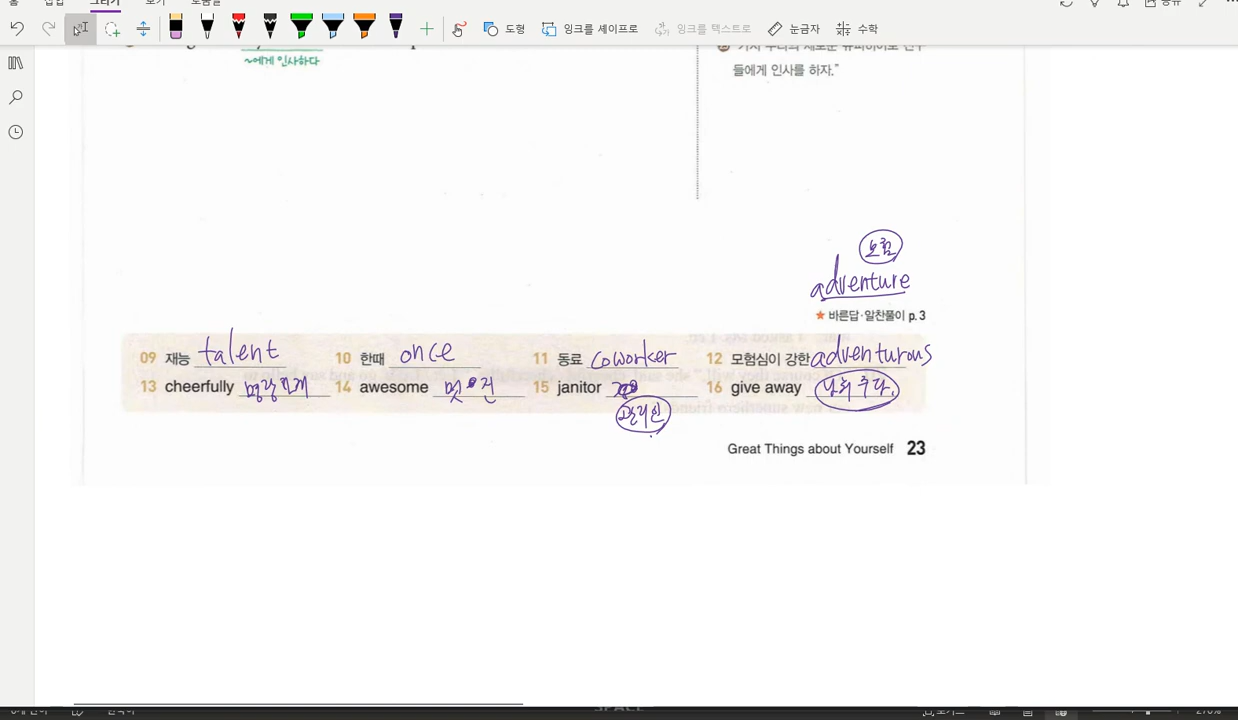 그리기
도형
잉크를 셰이프로
잉크를 텍스트로
눈금자
수학
~에게 인사하다
들에게 인사를 하자.”
모험
adventure
★ 바른답·알찬풀이 p.3
09 재능 talent 10 한때 once 11 동료 coworker 12 모험심이 강한 adventurous
13 cheerfully 명랑하게 14 awesome 멋진 15 janitor 16 give away 나눠 주다.
관리인
Great Things about Yourself 23